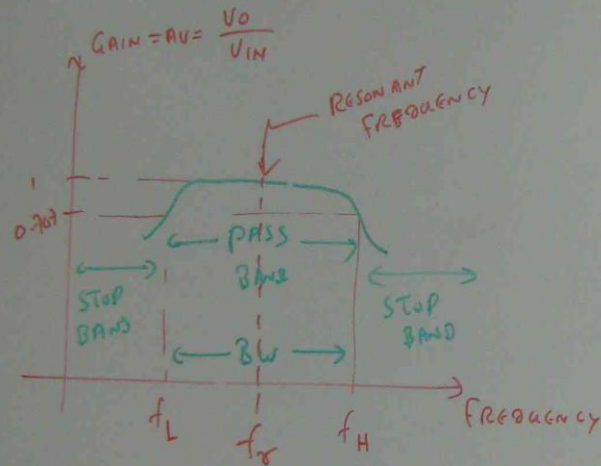 GAIN = AV = VO
VIN
RESONANT
FREQUENCY
1
0.707
PASS
BAND
STOP
BAND
STOP
BAND
BW
fL
fr
fH
FREQUENCY